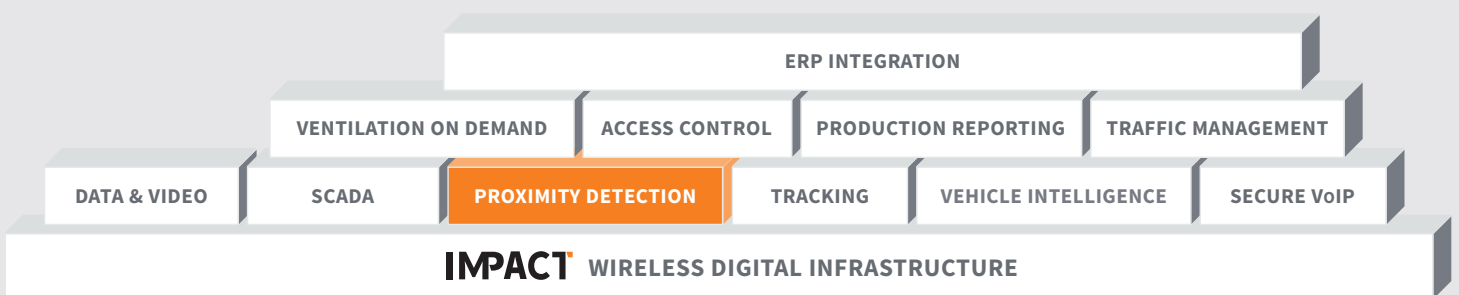 ERP INTEGRATION
VENTILATION ON DEMAND ACCESS CONTROL PRODUCTION REPORTING TRAFFIC MANAGEMENT
DATA & VIDEO SCADA PROXIMITY DETECTION TRACKING VEHICLE INTELLIGENCE SECURE VoIP
IMPACT WIRELESS DIGITAL INFRASTRUCTURE